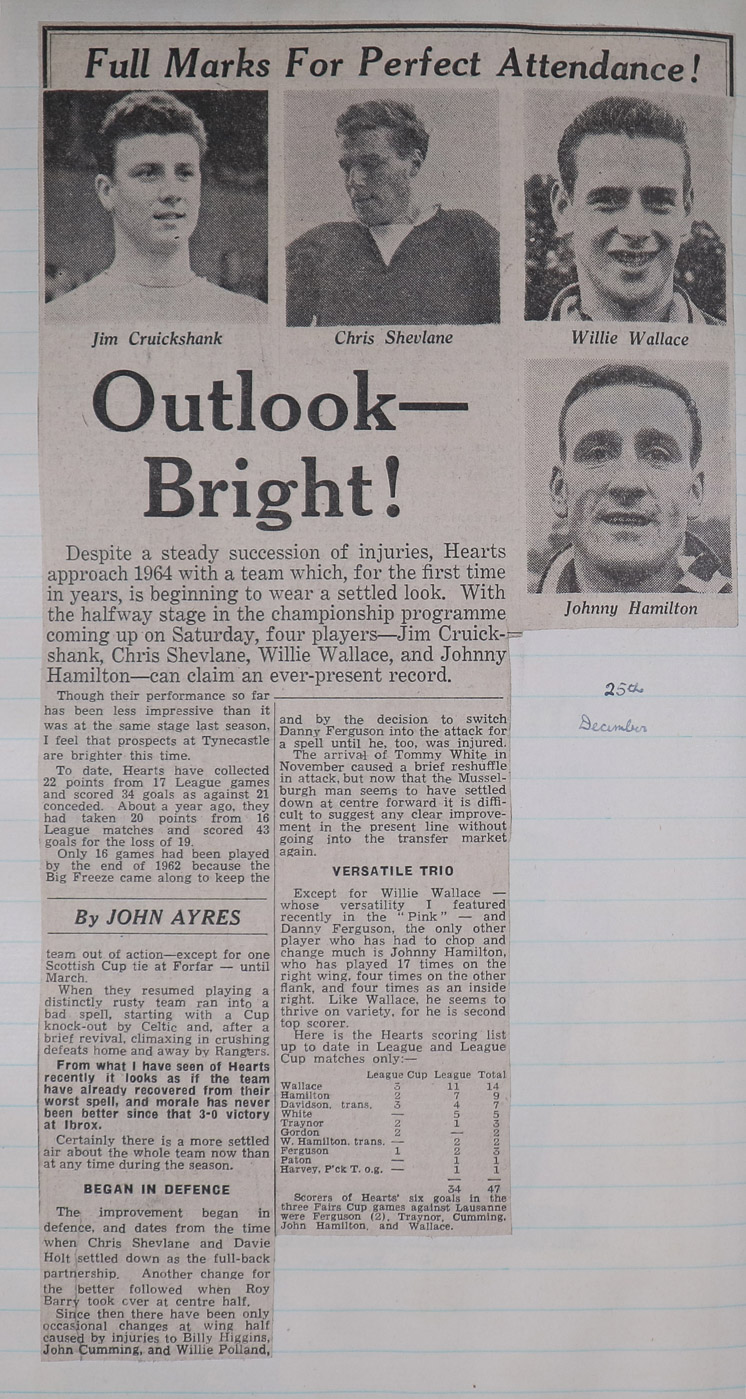 Full Marks For Perfect Attendance!
Jim Cruickshank
Chris Shevlane
Willie Wallace
Johnny Hamilton
Outlook—
Bright!
Despite a steady succession of injuries, Hearts
approach 1964 with a team which, for the first time
in years, is beginning to wear a settled look. With
the halfway stage in the championship programme
coming up on Saturday, four players—Jim Cruick-
shank, Chris Shevlane, Willie Wallace, and Johnny
Hamilton—can claim an ever-present record.
Though their performance so far
has been less impressive than it
was at the same stage last season,
I feel that prospects at Tynecastle
are brighter this time.
To date, Hearts have collected
22 points from 17 League games
and scored 34 goals as against 21
conceded. About a year ago, they
had taken 20 points from 16
League matches and scored 43
goals for the loss of 19.
Only 16 games had been played
by the end of 1962 because the
Big Freeze came along to keep the
By JOHN AYRES
team out of action—except for one
Scottish Cup tie at Forfar — until
March.
When they resumed playing a
distinctly rusty team ran into a
bad spell, starting with a Cup
knock-out by Celtic and, after a
brief revival, climaxing in crushing
defeats home and away by Rangers.
From what I have seen of Hearts
recently it looks as if the team
have already recovered from their
worst spell, and morale has never
been better since that 3-0 victory
at Ibrox.
Certainly there is a more settled
air about the whole team now than
at any time during the season.
BEGAN IN DEFENCE
The improvement began in
defence, and dates from the time
when Chris Shevlane and Davie
Holt settled down as the full-back
partnership. Another change for
the better followed when Roy
Barry took over at centre half.
Since then there have been only
occasional changes at wing half
caused by injuries to Billy Higgins,
John Cumming, and Willie Polland,
and by the decision to switch
Danny Ferguson into the attack for
a spell until he, too, was injured.
The arrival of Tommy White in
November caused a brief reshuffle
in attack, but now that the Mussel-
burgh man seems to have settled
down at centre forward it is diffi-
cult to suggest any clear improve-
ment in the present line without
going into the transfer market
again.
VERSATILE TRIO
Except for Willie Wallace —
whose versatility I featured
recently in the "Pink" — and
Danny Ferguson, the only other
player who has had to chop and
change much is Johnny Hamilton,
who has played 17 times on the
right wing, four times on the other
flank, and four times as an inside
right. Like Wallace, he seems to
thrive on variety, for he is second
top scorer.
Here is the Hearts scoring list
up to date in League and League
Cup matches only:—
League Cup League Total
Wallace 3 11 14
Hamilton 2 7 9
Davidson, trans. 3 4 7
White — 5 5
Traynor 2 1 3
Gordon 2 — 2
W. Hamilton, trans. — 2 2
Ferguson 1 2 3
Paton — 1 1
Harvey, P'ck T. o.g. — 1 1
34 47
Scorers of Hearts' six goals in the
three Fairs Cup games against Lausanne
were Ferguson (2), Traynor, Cumming,
John Hamilton, and Wallace.
25th
December